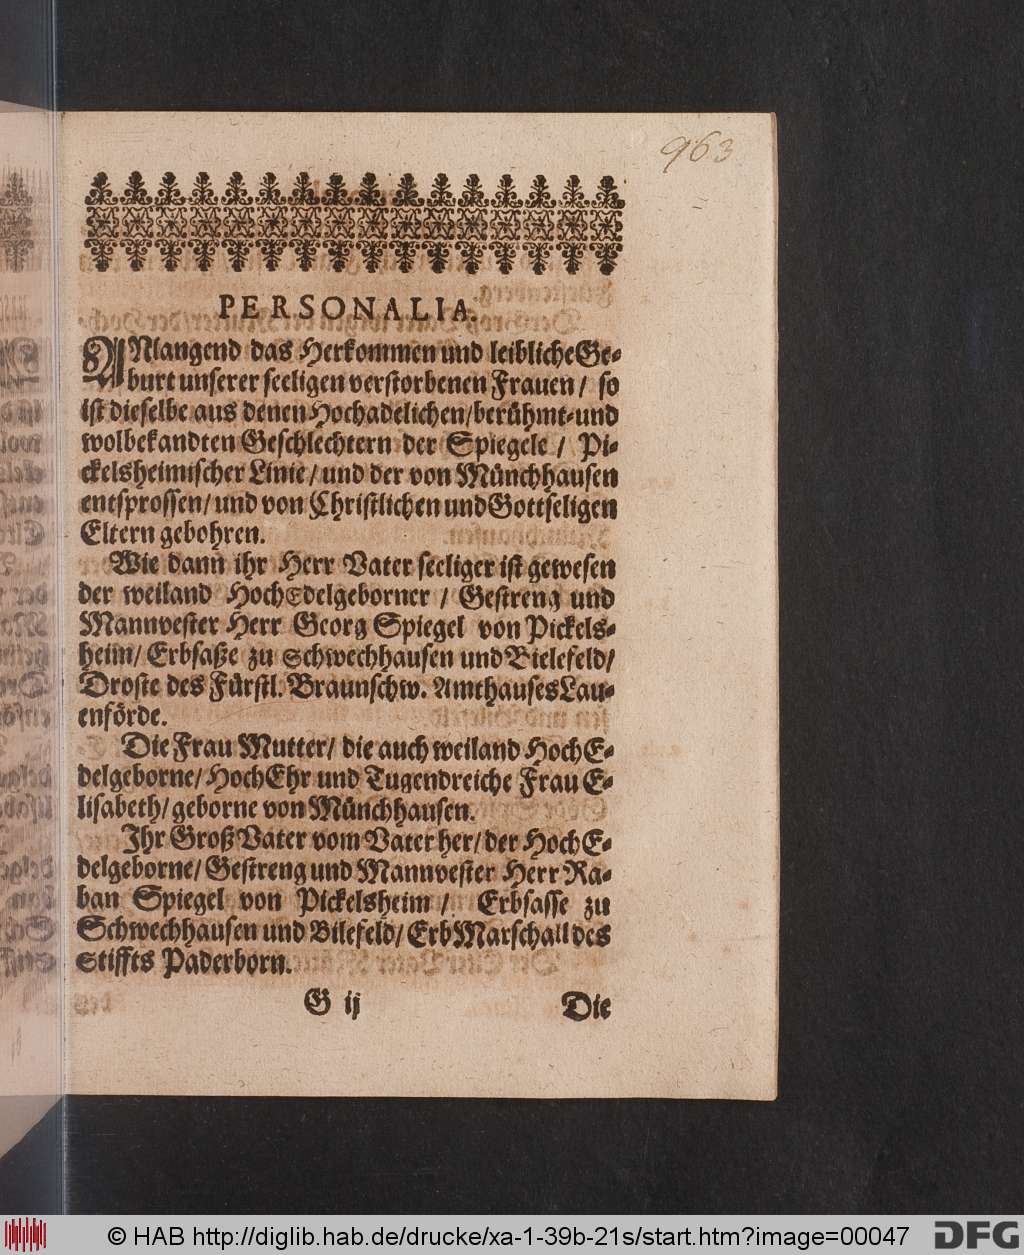 963
PERSONALIA.
ANlangend das Herkommen und leibliche Ge-
burt unserer seeligen verstorbenen Frauen / so
ist dieselbe aus denen Hochadelichen/berühmt-und
wolbekandten Geschlechtern der Spiegele / Pi-
ckelsheimischer Linie / und der von Münchhausen
entsprossen/ und von Christlichen und Gottseligen
Eltern gebohren.
Wie dann ihr Herr Vater seeliger ist gewesen
der weiland HochEdelgeborner / Gestreng und
Mannvester Herr Georg Spiegel von Pickels-
heim/ Erbsaße zu Schwechhausen und Bielefeld/
Droste des Fürstl. Braunschw. Amthauses Lau-
enförde.
Die Frau Mutter/ die auch weiland HochE-
delgeborne/ HochEhr und Tugendreiche Frau E-
lisabeth/ geborne von Münchhausen.
Ihr Groß Vater vom Vater her/ der HochE-
delgeborne/ Gestreng und Mannvester Herr Ra-
ban Spiegel von Pickelsheim / Erbsasse zu
Schwechhausen und Bilefeld/ ErbMarschall des
Stiffts Paderborn.
G ij Die
© HAB http://diglib.hab.de/drucke/xa-1-39b-21s/start.htm?image=00047
DFG